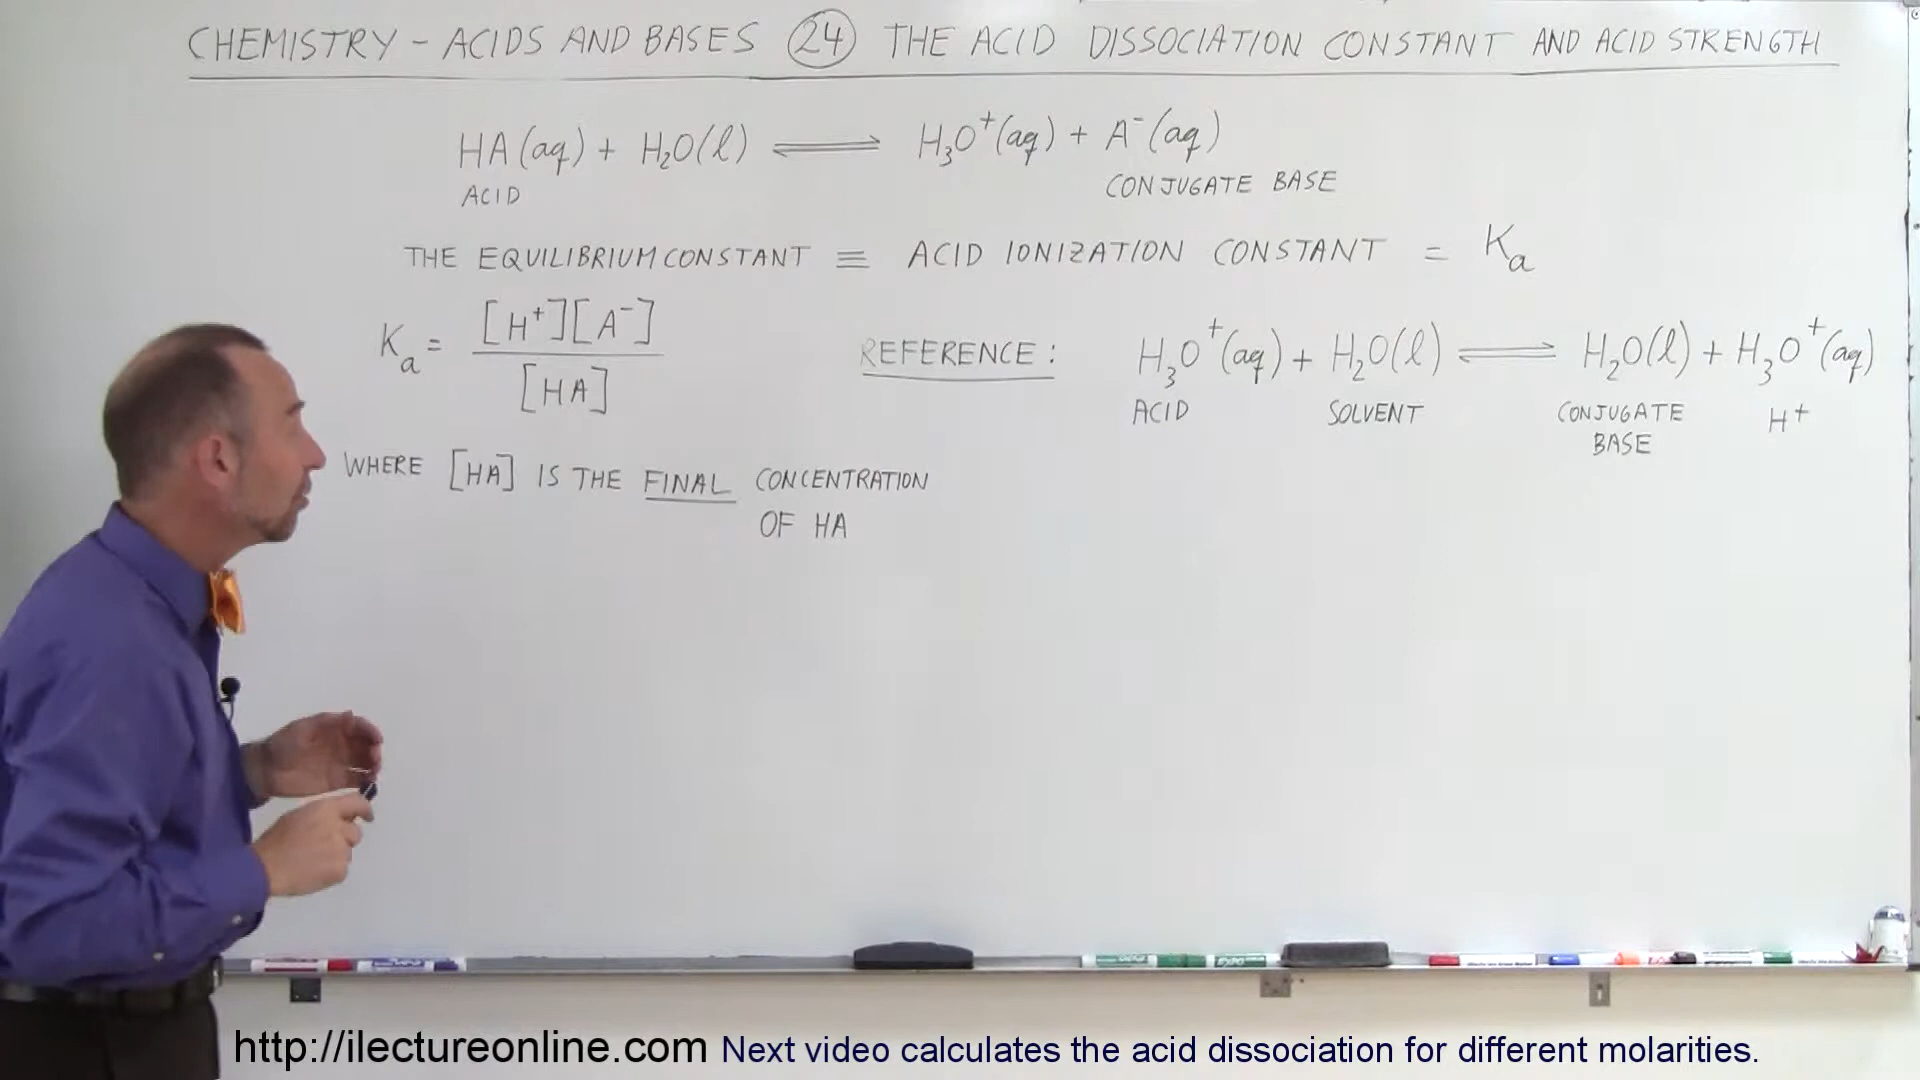 CHEMISTRY - ACIDS AND BASES 24 THE ACID DISSOCIATION CONSTANT AND ACID STRENGTH
HA(aq) + H₂O(l) ⇌ H₃O⁺(aq) + A⁻(aq)
ACID CONJUGATE BASE
THE EQUILIBRIUM CONSTANT ≡ ACID IONIZATION CONSTANT = Kₐ
Kₐ = [H⁺][A⁻] / [HA]
REFERENCE: H₃O⁺(aq) + H₂O(l) ⇌ H₂O(l) + H₃O⁺(aq)
ACID SOLVENT CONJUGATE BASE H⁺
WHERE [HA] IS THE FINAL CONCENTRATION
OF HA
http://ilectureonline.com Next video calculates the acid dissociation for different molarities.